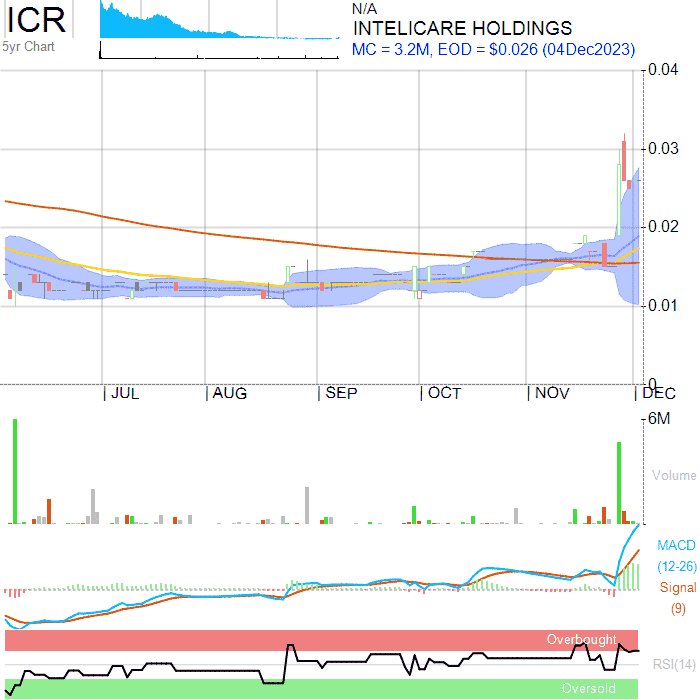 ICR
5yr Chart
N/A
INTELICARE HOLDINGS
MC = 3.2M, EOD = $0.026 (04Dec2023)
0.04
0.03
0.02
0.01
0
JUL AUG SEP OCT NOV DEC
6M
Volume
MACD
(12-26)
Signal
(9)
Overbought
RSI(14)
Oversold